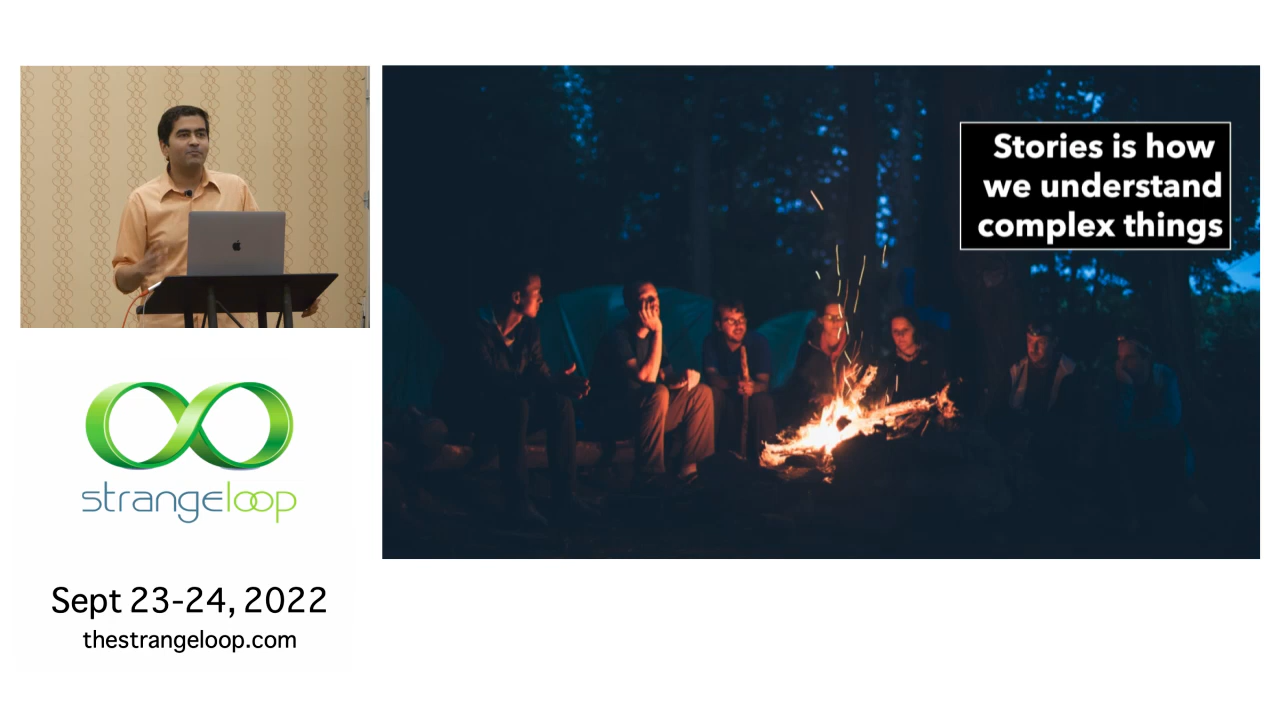 Stories is how
we understand
complex things
strangeloop
Sept 23-24, 2022
thestrangeloop.com